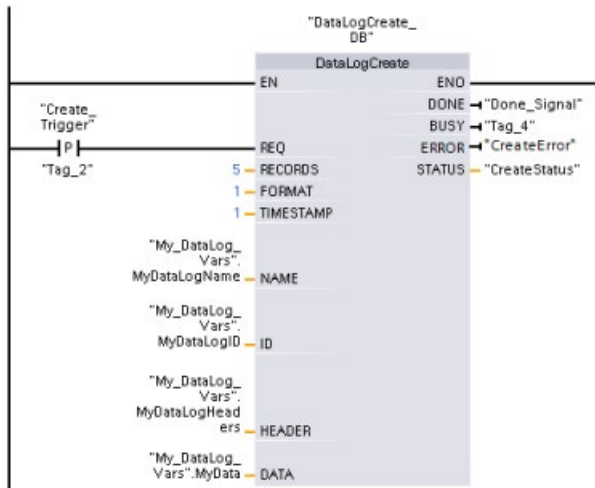 "DataLogCreate_
DB"
DataLogCreate
EN ENO
DONE "Done_Signal"
"Create_
Trigger"
BUSY "Tag_4"
P REQ ERROR "CreateError"
"Tag_2" 5 RECORDS STATUS "CreateStatus"
1 FORMAT
1 TIMESTAMP
"My_DataLog_
Vars".
MyDataLogName NAME
"My_DataLog_
Vars".
MyDataLogID ID
"My_DataLog_
Vars".
MyDataLogHead
ers HEADER
"My_DataLog_
Vars".MyData DATA